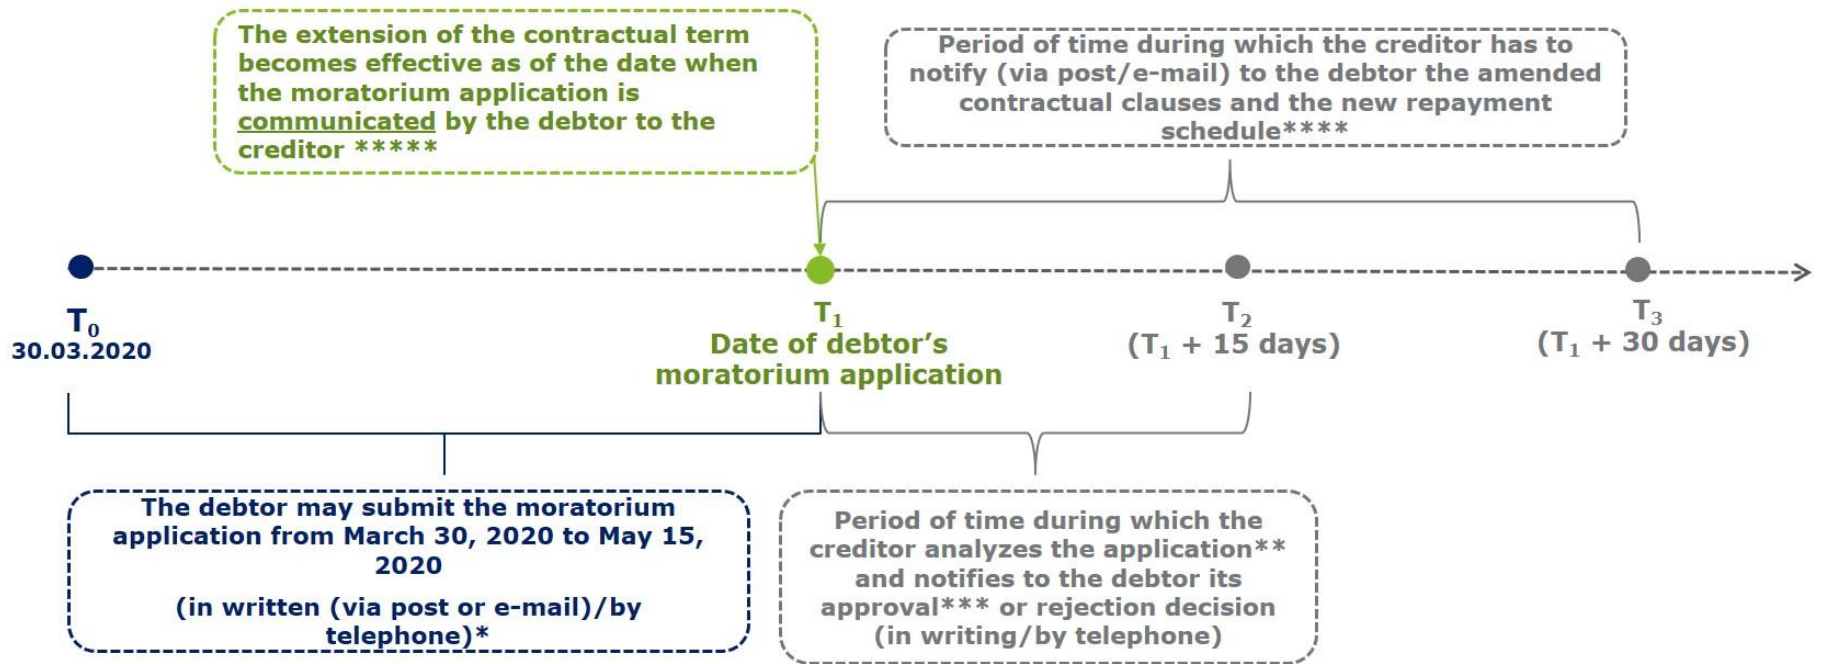 The extension of the contractual term
becomes effective as of the date when
the moratorium application is
communicated by the debtor to the
creditor *****
Period of time during which the creditor has to
notify (via post/e-mail) to the debtor the amended
contractual clauses and the new repayment
schedule****
T₀
30.03.2020
T₁
Date of debtor’s
moratorium application
T₂
(T₁ + 15 days)
T₃
(T₁ + 30 days)
The debtor may submit the moratorium
application from March 30, 2020 to May 15,
2020
(in written (via post or e-mail)/by
telephone)*
Period of time during which the
creditor analyzes the application**
and notifies to the debtor its
approval*** or rejection decision
(in writing/by telephone)